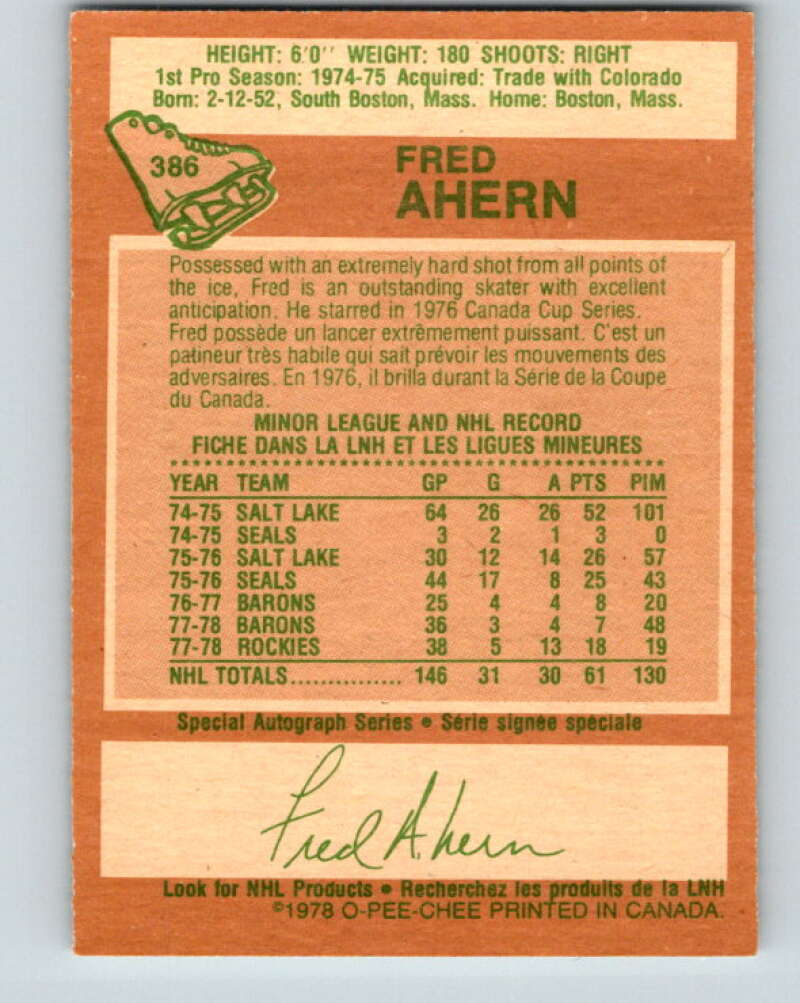 HEIGHT: 6'0'' WEIGHT: 180 SHOOTS: RIGHT
1st Pro Season: 1974-75 Acquired: Trade with Colorado
Born: 2-12-52, South Boston, Mass. Home: Boston, Mass.
386
FRED
AHERN
Possessed with an extremely hard shot from all points of
the ice, Fred is an outstanding skater with excellent
anticipation. He starred in 1976 Canada Cup Series.
Fred possède un lancer extrêmement puissant. C'est un
patineur très habile qui sait prévoir les mouvements des
adversaires. En 1976, il brilla durant la Série de la Coupe
du Canada.
MINOR LEAGUE AND NHL RECORD
FICHE DANS LA LNH ET LES LIGUES MINEURES
YEAR TEAM GP G A PTS PIM
74-75 SALT LAKE 64 26 26 52 101
74-75 SEALS 3 2 1 3 0
75-76 SALT LAKE 30 12 14 26 57
75-76 SEALS 44 17 8 25 43
76-77 BARONS 25 4 4 8 20
77-78 BARONS 36 3 4 7 48
77-78 ROCKIES 38 5 13 18 19
NHL TOTALS................ 146 31 30 61 130
Special Autograph Series • Série signée spéciale
Fred Ahern
Look for NHL Products • Recherchez les produits de la LNH
©1978 O-PEE-CHEE PRINTED IN CANADA.